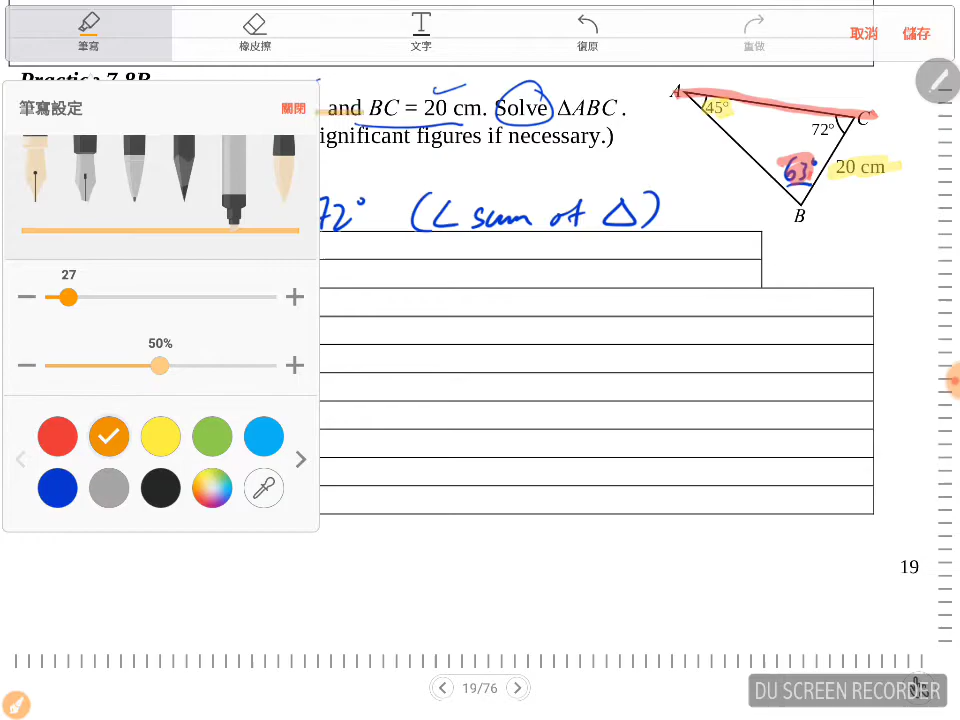 筆寫 橡皮擦 文字 復原 重做 取消 儲存
筆寫設定 關閉
and BC = 20 cm. Solve ΔABC .
ignificant figures if necessary.)
A
45°
C
72°
63°
20 cm
B
72° (∠ sum of Δ)
27
50%
19
19/76
DU SCREEN RECORDER